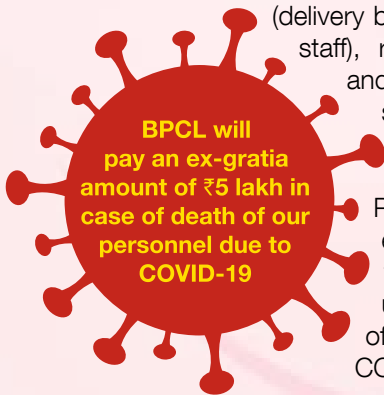 (delivery b
staff),
and
BPCL will
pay an ex-gratia
amount of ₹5 lakh in
case of death of our
personnel due to
COVID-19
of